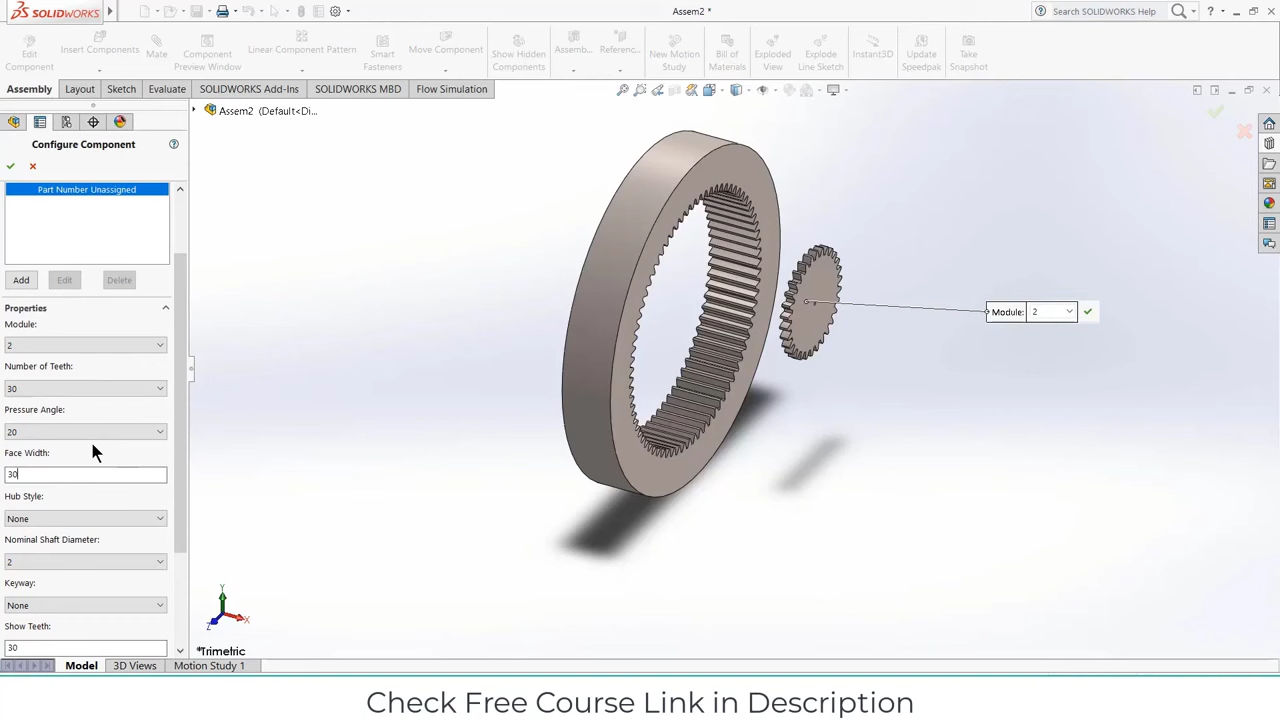 SOLIDWORKS
Assem2 *
Search SOLIDWORKS Help
Edit
Component
Insert Components
Mate
Component
Preview Window
Linear Component Pattern
Smart
Fasteners
Move Component
Show Hidden
Components
Assemb...
Referenc...
New Motion
Study
Bill of
Materials
Exploded
View
Explode
Line Sketch
Instant3D
Update
Speedpak
Take
Snapshot
Assembly
Layout
Sketch
Evaluate
SOLIDWORKS Add-Ins
SOLIDWORKS MBD
Flow Simulation
Assem2 (Default<Di...
Configure Component
Part Number Unassigned
Add
Edit
Delete
Properties
Module:
2
Number of Teeth:
30
Pressure Angle:
20
Face Width:
30
Hub Style:
None
Nominal Shaft Diameter:
2
Keyway:
None
Show Teeth:
30
Module: 2
Y
X
Z
*Trimetric
Model
3D Views
Motion Study 1
Check Free Course Link in Description